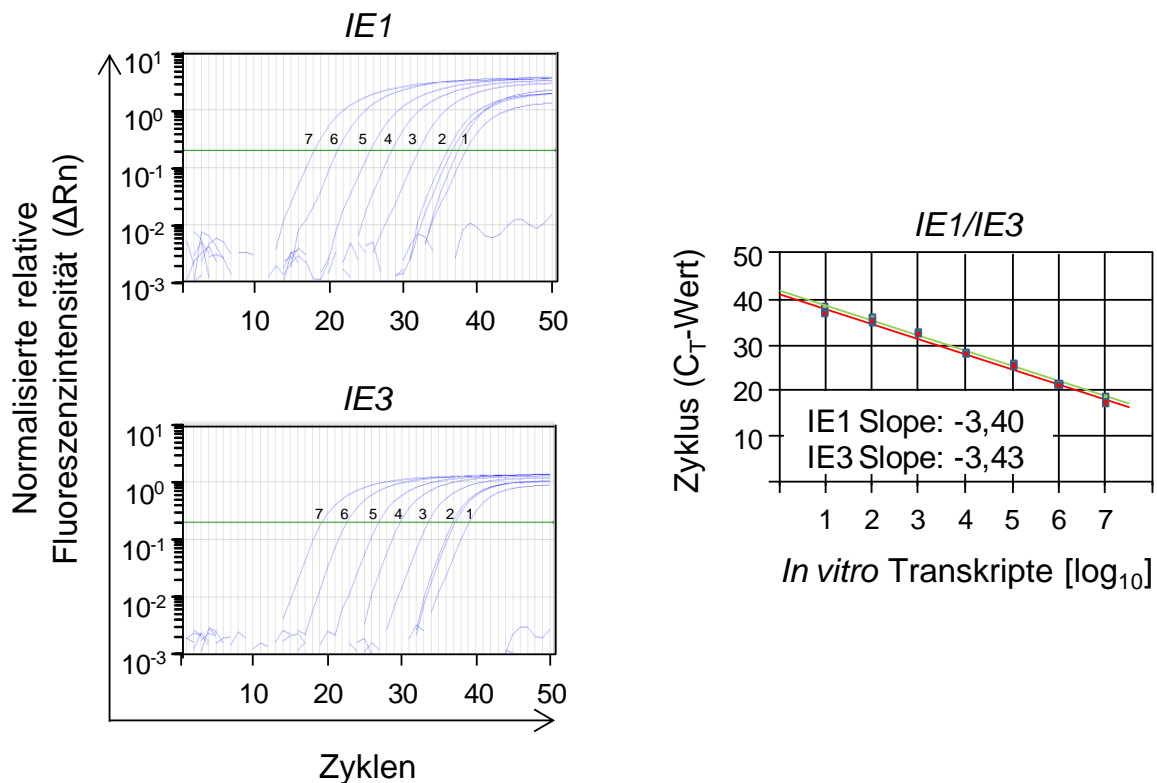 IE1
10¹
10⁰
10⁻¹
10⁻²
10⁻³
7 6 5 4 3 2 1
10 20 30 40 50
IE3
10¹
10⁰
10⁻¹
10⁻²
10⁻³
7 6 5 4 3 2 1
10 20 30 40 50
Normalisierte relative
Fluoreszenzintensität (ΔRn)
Zyklen
IE1/IE3
50
40
30
20
10
IE1 Slope: -3,40
IE3 Slope: -3,43
1 2 3 4 5 6 7
Zyklus (C_T-Wert)
In vitro Transkripte [log₁₀]